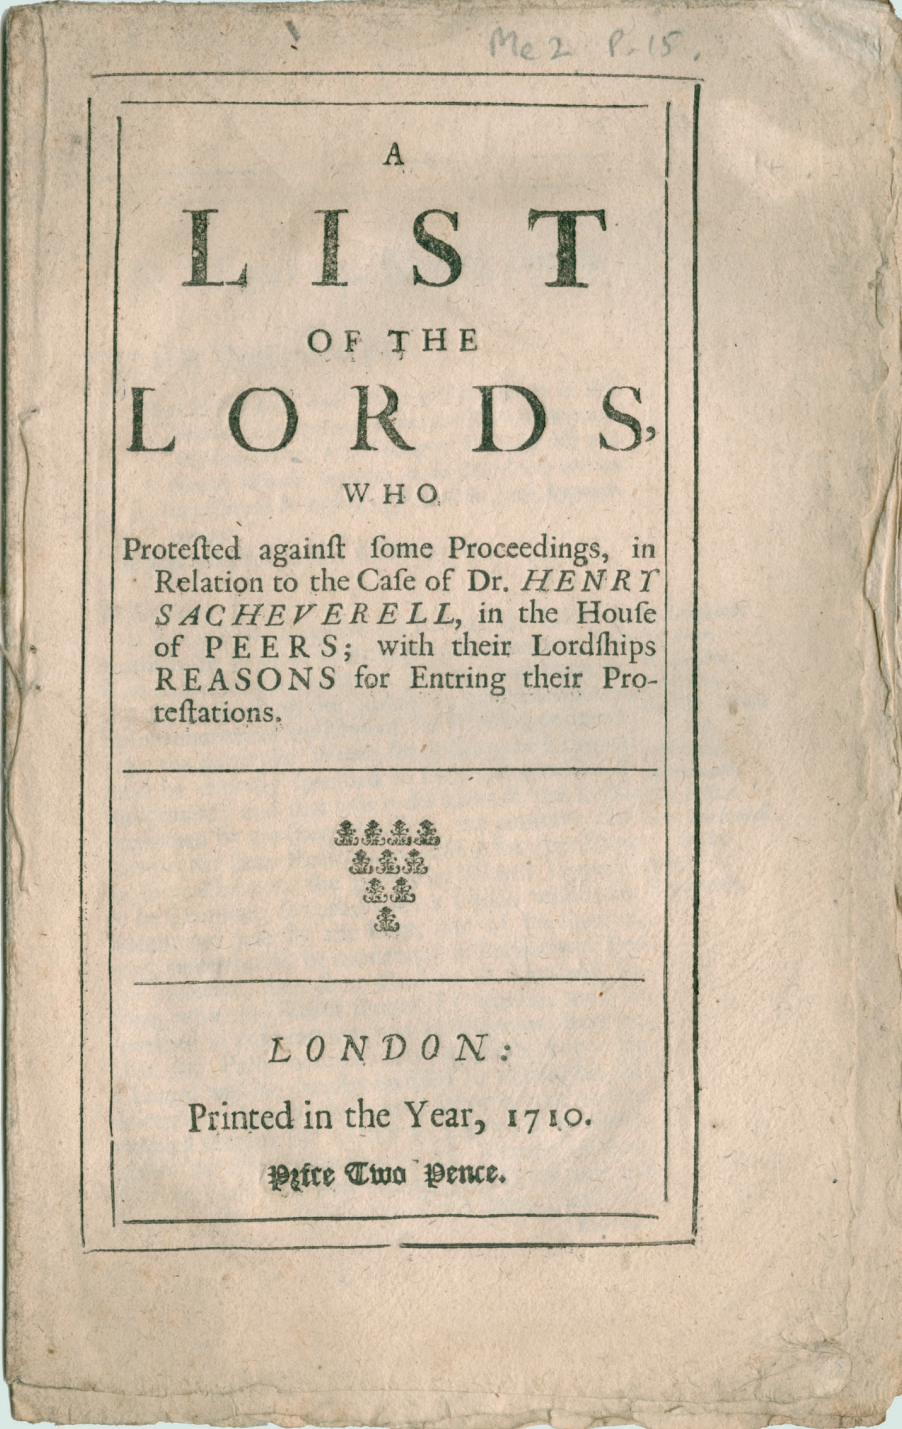 Me 2 P. 15.
A
LIST
OF THE
LORDS,
WHO
Proteſted againſt ſome Proceedings, in
Relation to the Caſe of Dr. HENRY
SACHEVERELL, in the Houſe
of PEERS; with their Lordſhips
REASONS for Entring their Pro-
teſtations.
LONDON:
Printed in the Year, 1710.
Price Two Pence.